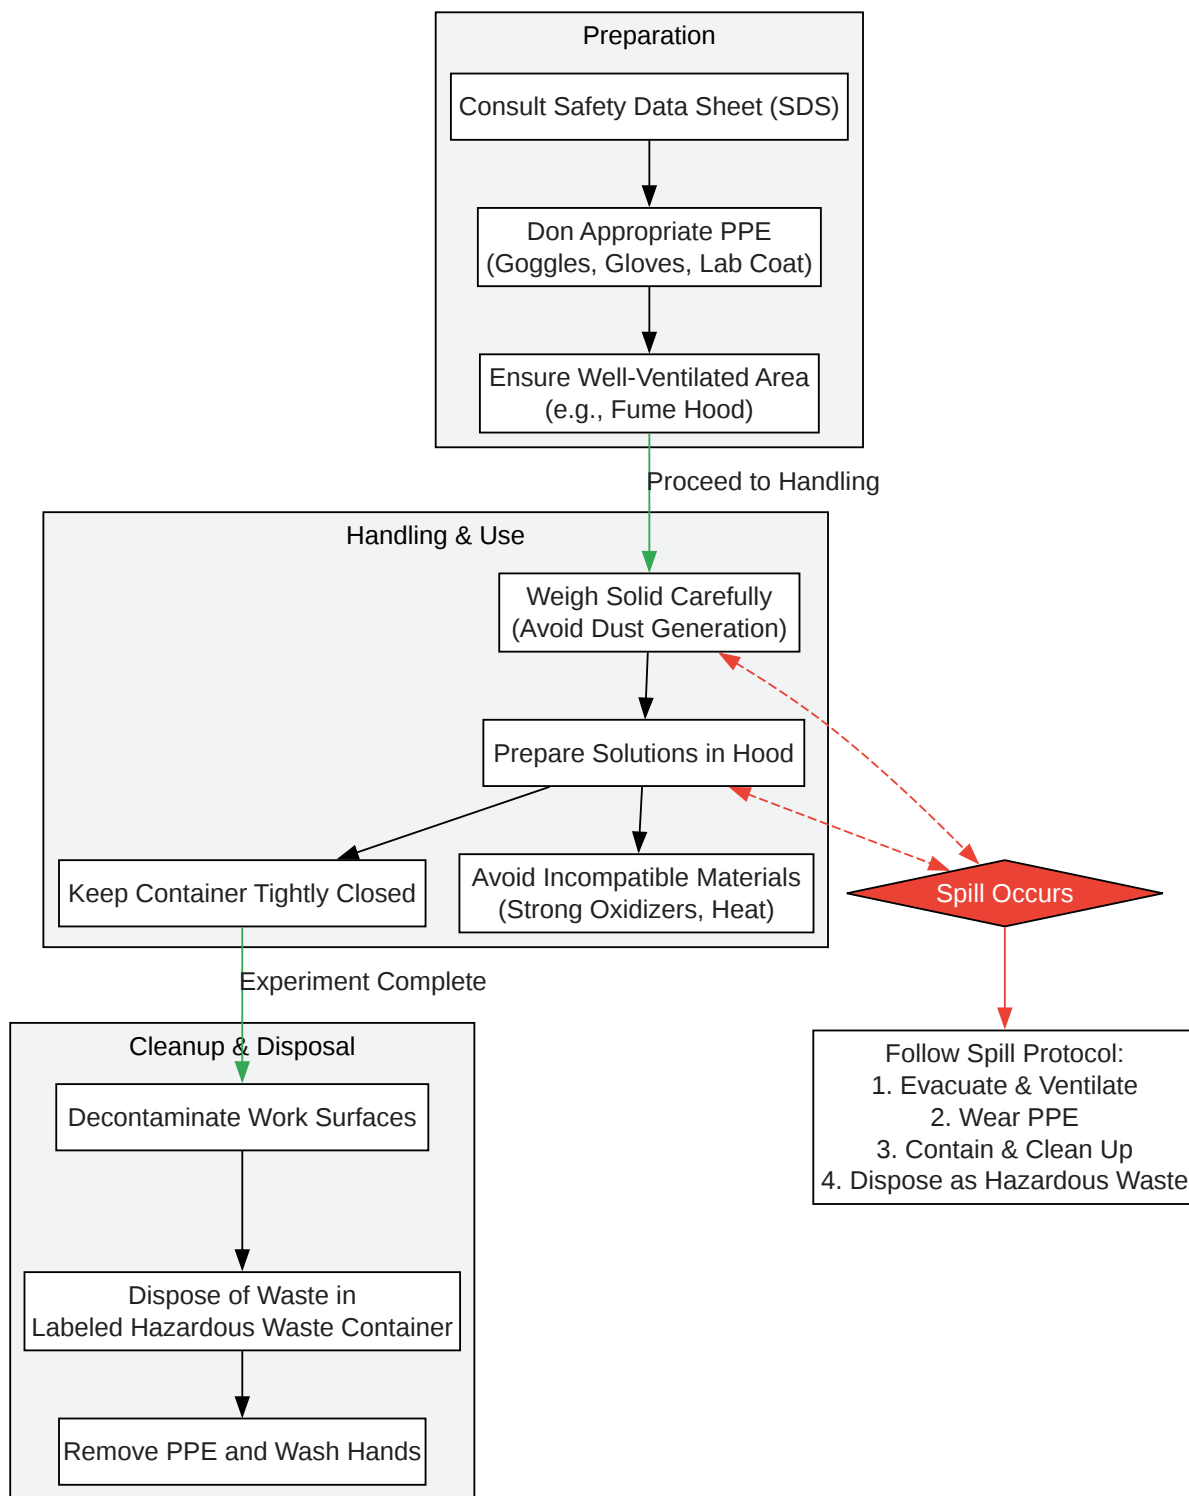 Preparation
Consult Safety Data Sheet (SDS)
Don Appropriate PPE
(Goggles, Gloves, Lab Coat)
Ensure Well-Ventilated Area
(e.g., Fume Hood)
Proceed to Handling
Handling & Use
Weigh Solid Carefully
(Avoid Dust Generation)
Prepare Solutions in Hood
Keep Container Tightly Closed
Avoid Incompatible Materials
(Strong Oxidizers, Heat)
Spill Occurs
Experiment Complete
Follow Spill Protocol:
1. Evacuate & Ventilate
2. Wear PPE
3. Contain & Clean Up
4. Dispose as Hazardous Waste
Cleanup & Disposal
Decontaminate Work Surfaces
Dispose of Waste in
Labeled Hazardous Waste Container
Remove PPE and Wash Hands